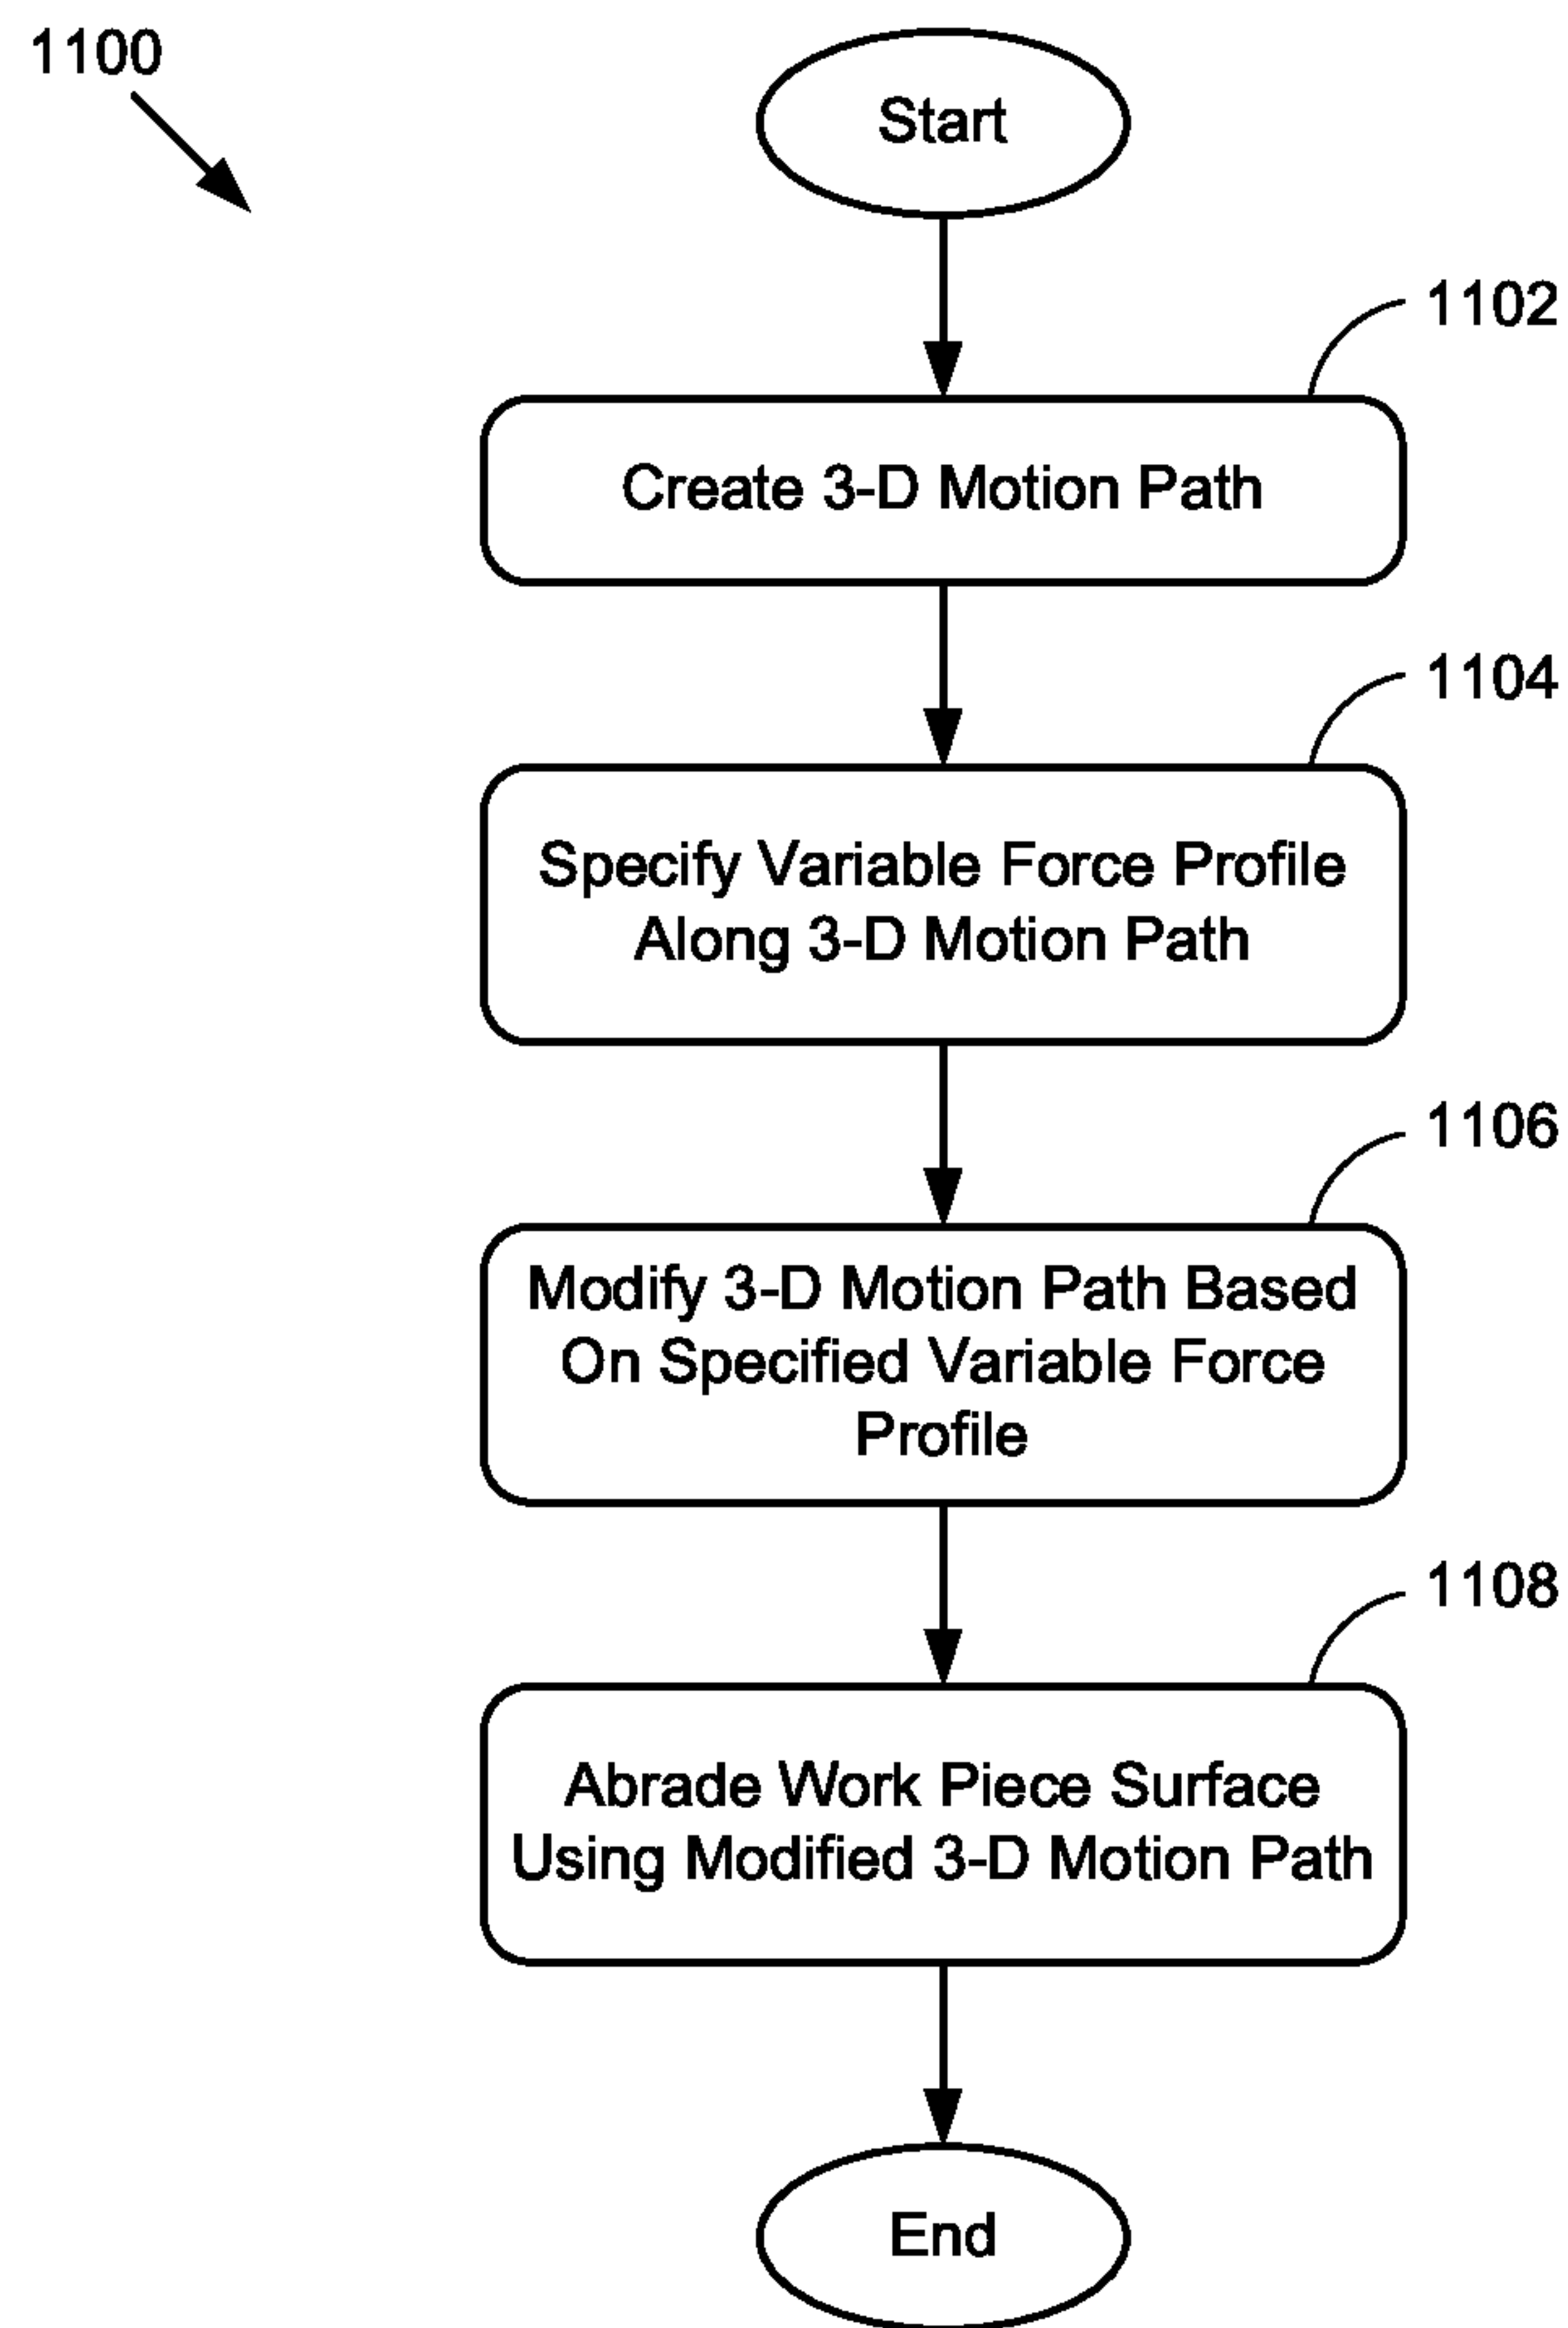 1100
Start
1102
Create 3-D Motion Path
1104
Specify Variable Force Profile
Along 3-D Motion Path
1106
Modify 3-D Motion Path Based
On Specified Variable Force
Profile
1108
Abrade Work Piece Surface
Using Modified 3-D Motion Path
End